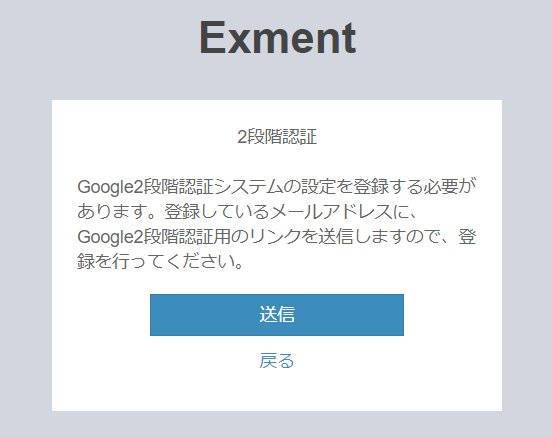 Exment
2段階認証
Google2段階認証システムの設定を登録する必要が
あります。登録しているメールアドレスに、
Google2段階認証用のリンクを送信しますので、登
録を行ってください。
送信
戻る